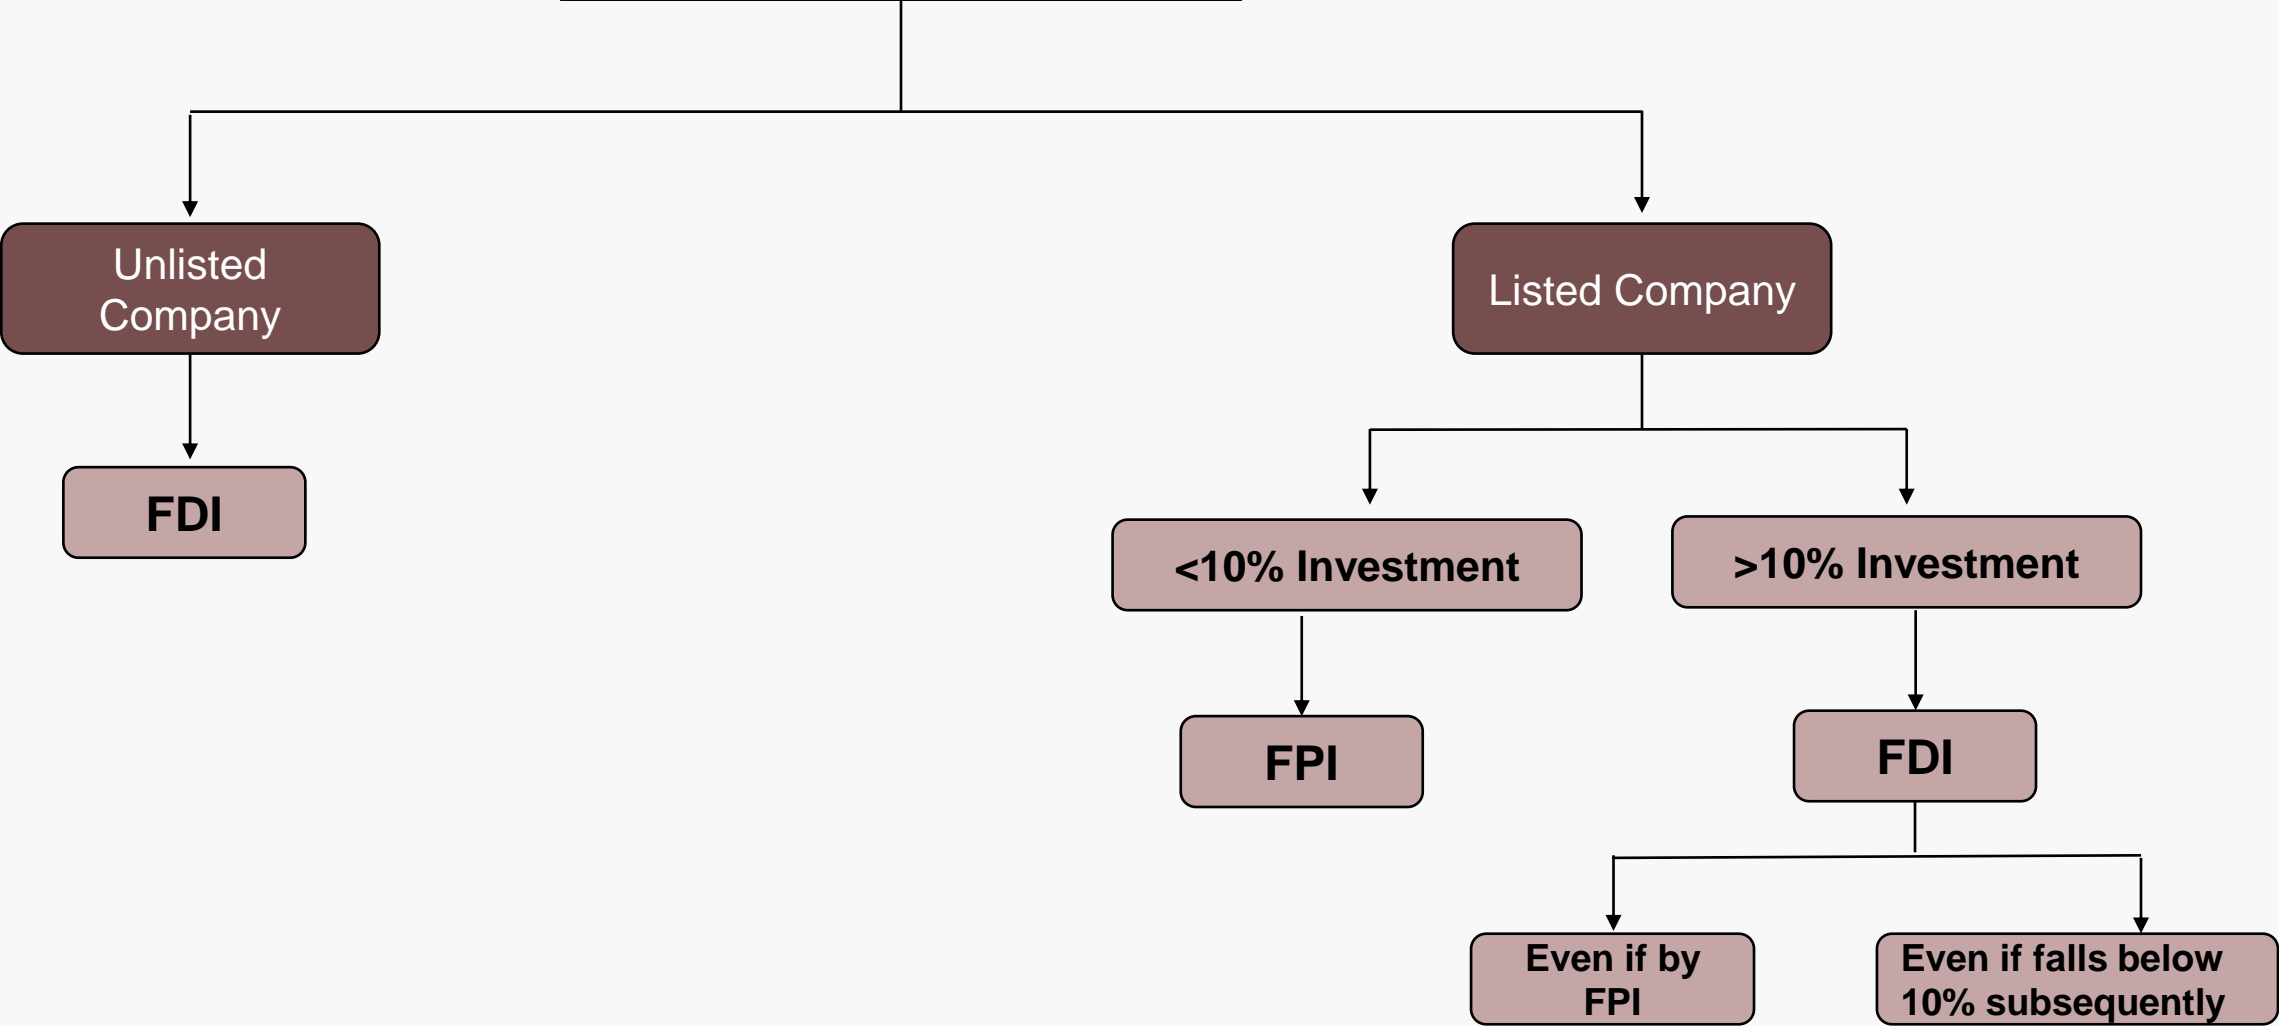 Unlisted
Company
Listed Company
FDI
<10% Investment
>10% Investment
FPI
FDI
Even if by
FPI
Even if falls below
10% subsequently